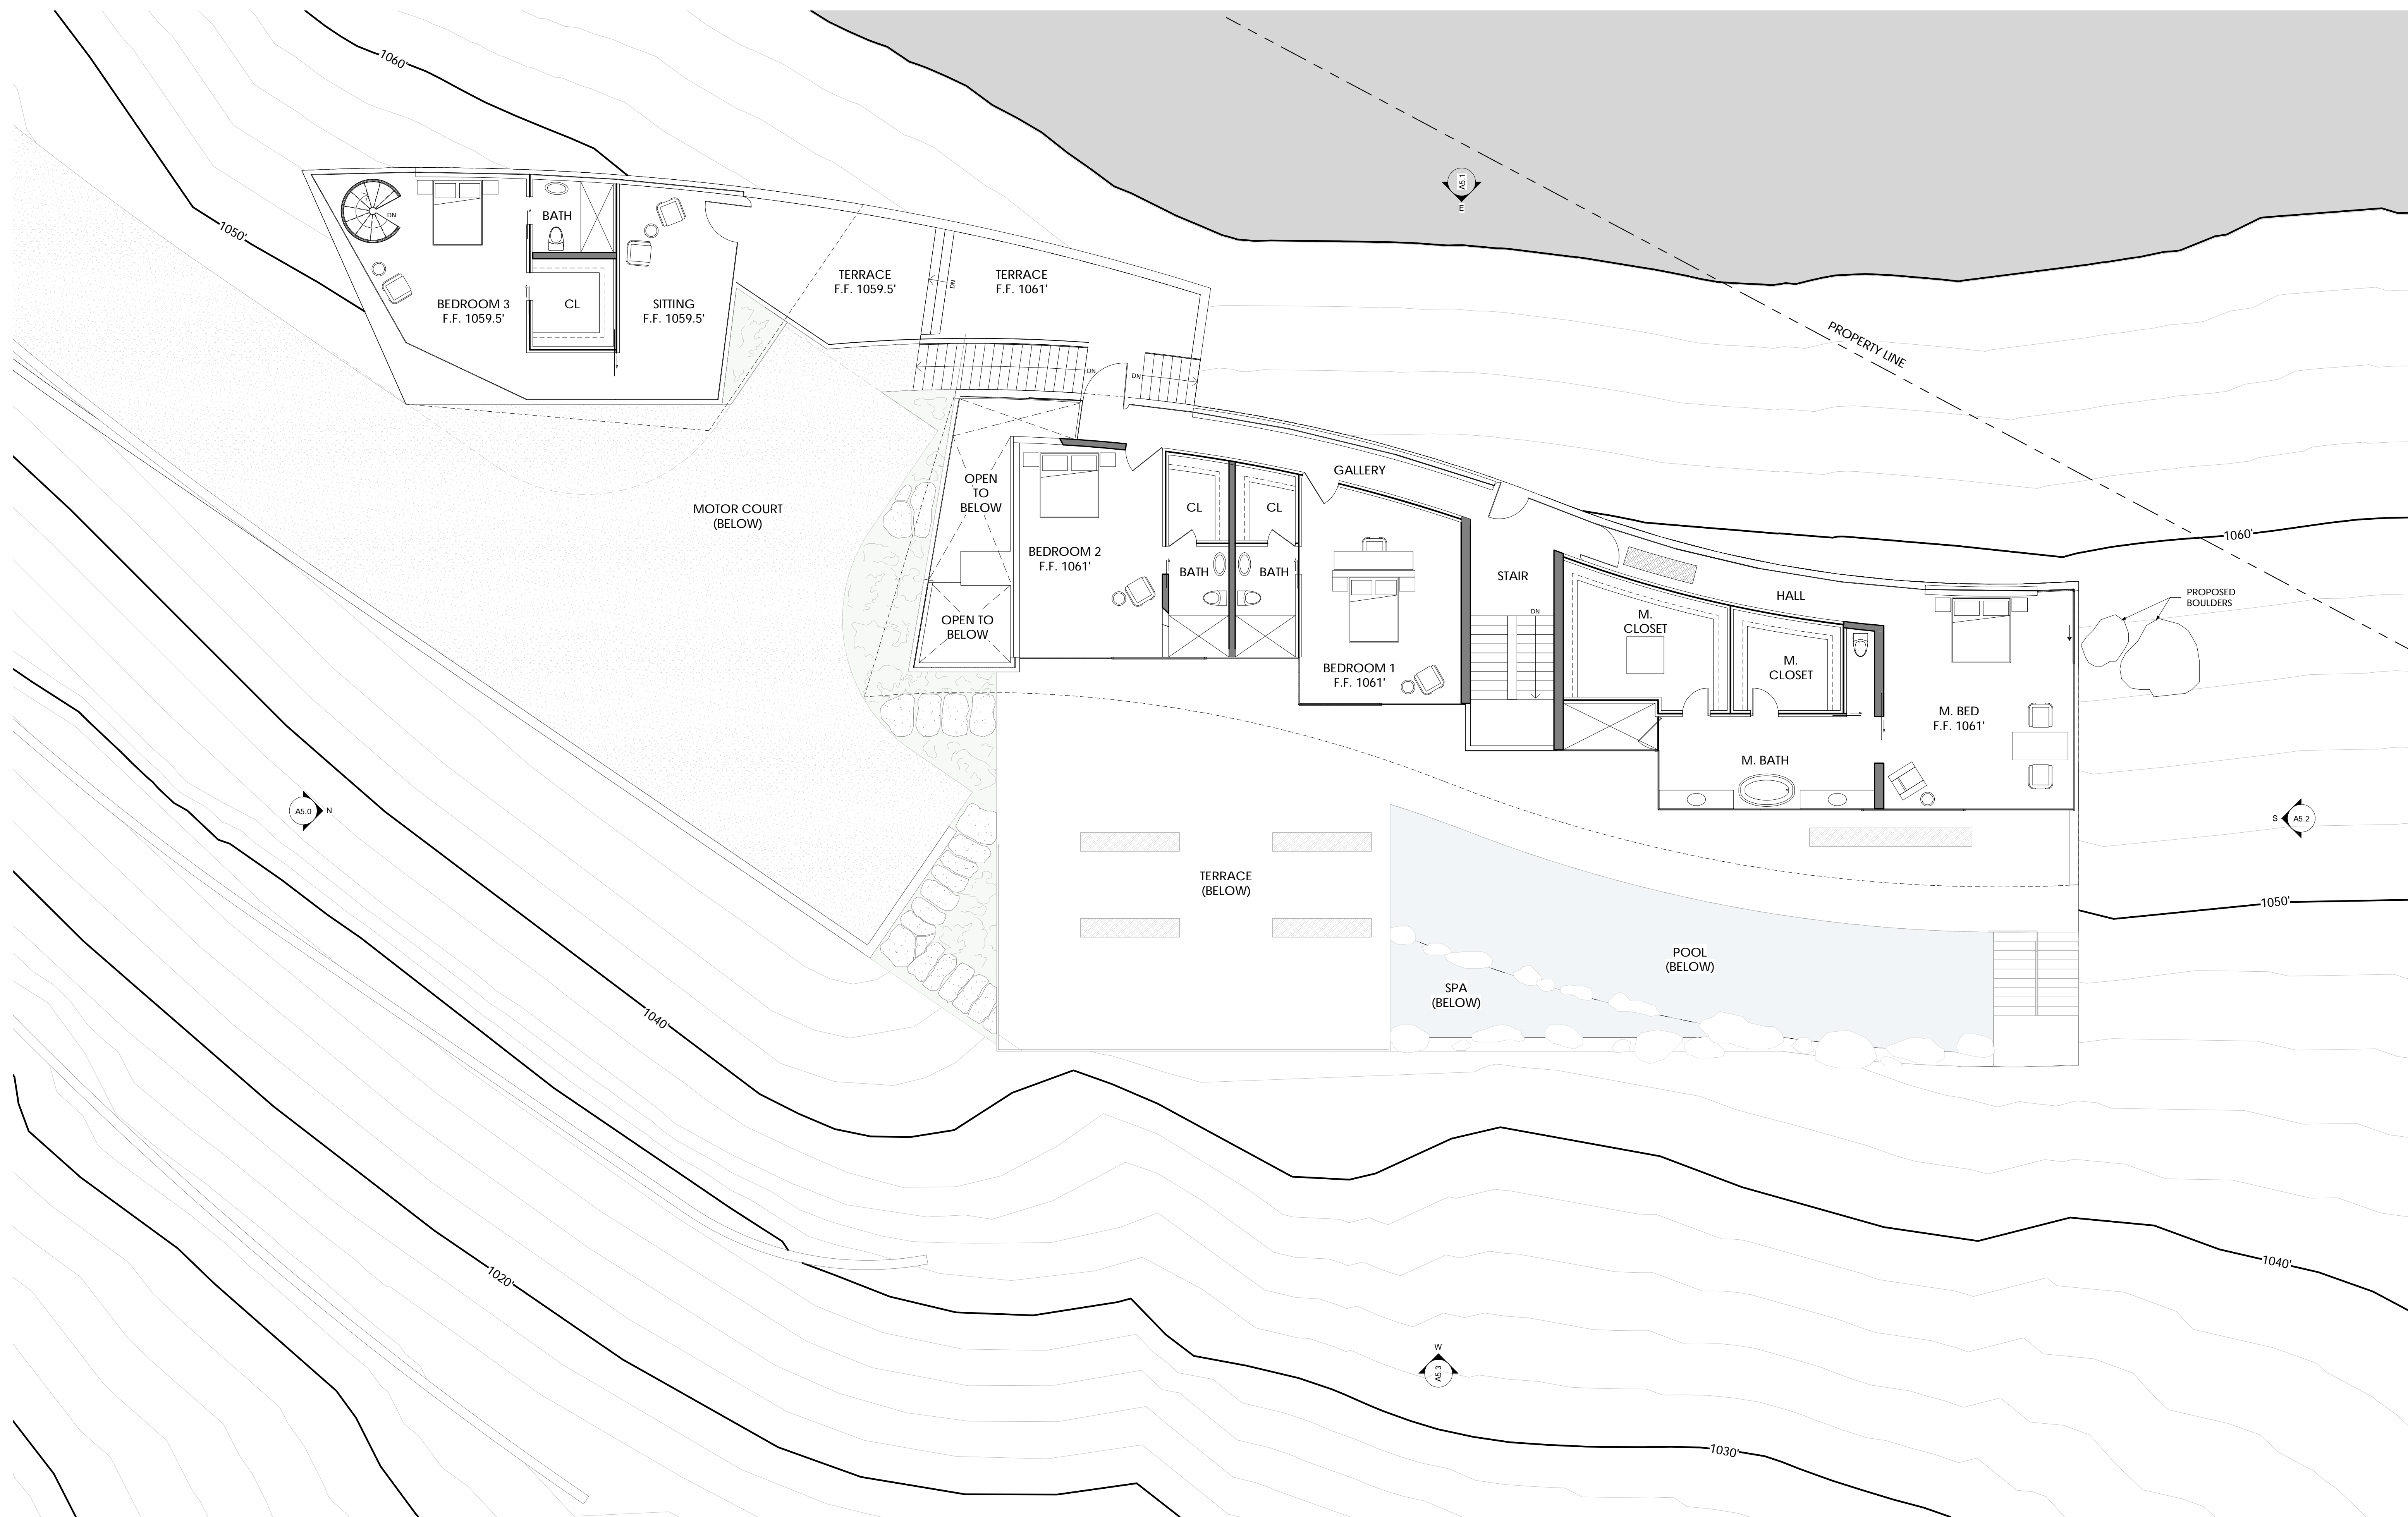 1060'
A5.1
E
1050'
DN
BATH
BEDROOM 3
F.F. 1059.5'
CL
SITTING
F.F. 1059.5'
TERRACE
F.F. 1059.5'
DN
TERRACE
F.F. 1061'
PROPERTY LINE
DN
DN
GALLERY
OPEN
TO
BELOW
CL
CL
MOTOR COURT
(BELOW)
1060'
BEDROOM 2
F.F. 1061'
BATH
BATH
STAIR
HALL
PROPOSED
BOULDERS
DN
OPEN TO
BELOW
M.
CLOSET
M.
CLOSET
BEDROOM 1
F.F. 1061'
M. BED
F.F. 1061'
M. BATH
A5.0
N
S
A5.2
TERRACE
(BELOW)
1050'
POOL
(BELOW)
SPA
(BELOW)
1040'
1040'
1020'
W
A5.3
1030'